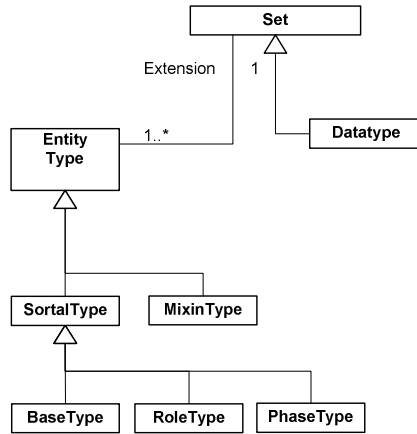 Set
Extension 1
1..*
Entity
Type
Datatype
SortalType
MixinType
BaseType
RoleType
PhaseType